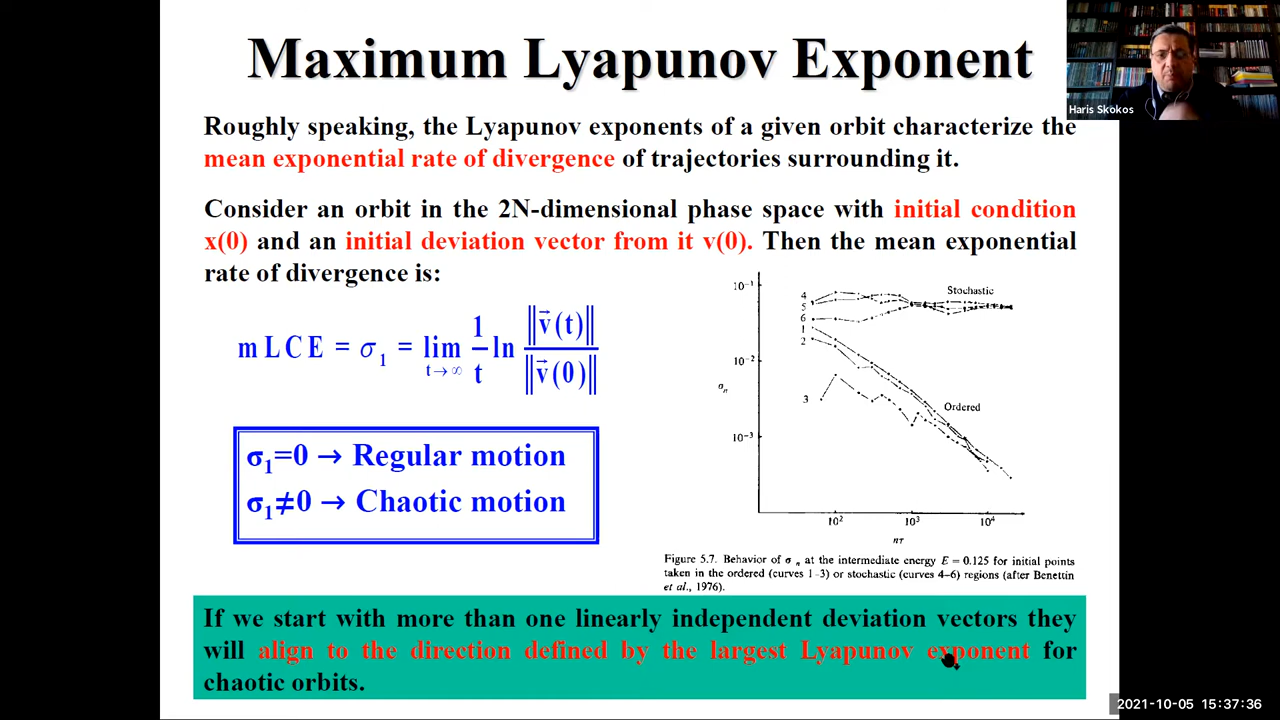 Maximum Lyapunov Exponent
Haris Skokos
Roughly speaking, the Lyapunov exponents of a given orbit characterize the
mean exponential rate of divergence of trajectories surrounding it.
Consider an orbit in the 2N-dimensional phase space with initial condition
x(0) and an initial deviation vector from it v(0). Then the mean exponential
rate of divergence is:
mLCE = σ₁ = lim t→∞ 1/t ln ‖v⃗(t)‖ / ‖v⃗(0)‖
σ₁=0 → Regular motion
σ₁≠0 → Chaotic motion
10⁻¹
10⁻²
10⁻³
σₙ
4
5
6
1
2
3
Stochastic
Ordered
10² 10³ 10⁴
nτ
Figure 5.7. Behavior of σ ₙ at the intermediate energy E = 0.125 for initial points
taken in the ordered (curves 1–3) or stochastic (curves 4–6) regions (after Benettin
et al., 1976).
If we start with more than one linearly independent deviation vectors they
will align to the direction defined by the largest Lyapunov exponent for
chaotic orbits.
2021-10-05 15:37:36